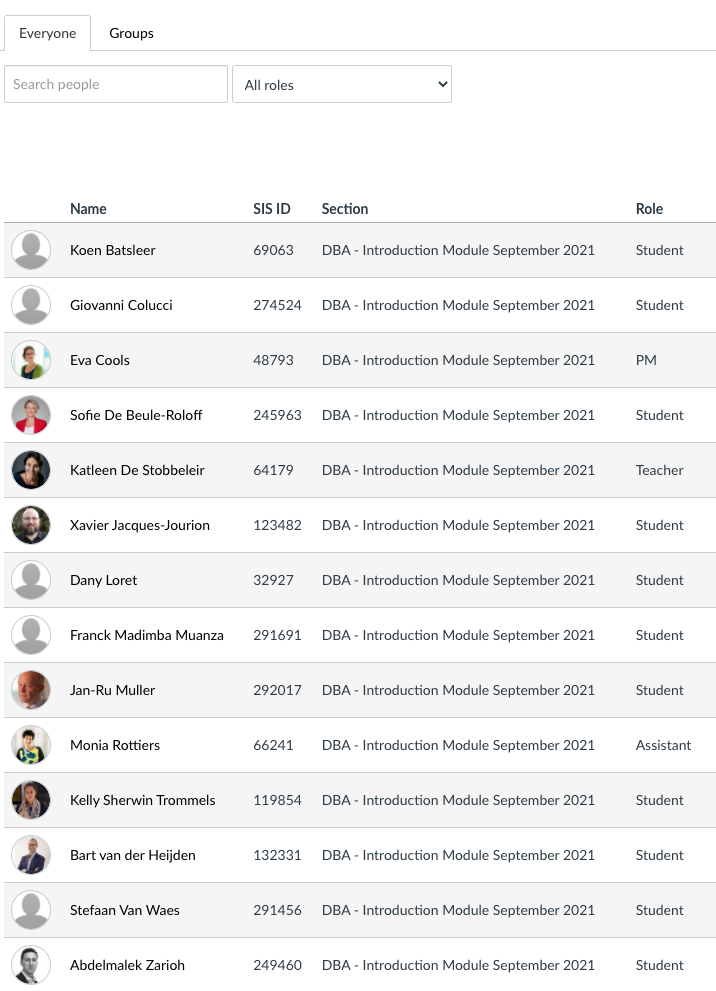 Everyone Groups
Search people All roles
Name SIS ID Section Role
Koen Batsleer 69063 DBA - Introduction Module September 2021 Student
Giovanni Colucci 274524 DBA - Introduction Module September 2021 Student
Eva Cools 48793 DBA - Introduction Module September 2021 PM
Sofie De Beule-Roloff 245963 DBA - Introduction Module September 2021 Student
Katleen De Stobbeleir 64179 DBA - Introduction Module September 2021 Teacher
Xavier Jacques-Jourion 123482 DBA - Introduction Module September 2021 Student
Dany Loret 32927 DBA - Introduction Module September 2021 Student
Franck Madimba Muanza 291691 DBA - Introduction Module September 2021 Student
Jan-Ru Muller 292017 DBA - Introduction Module September 2021 Student
Monia Rottiers 66241 DBA - Introduction Module September 2021 Assistant
Kelly Sherwin Trommels 119854 DBA - Introduction Module September 2021 Student
Bart van der Heijden 132331 DBA - Introduction Module September 2021 Student
Stefaan Van Waes 291456 DBA - Introduction Module September 2021 Student
Abdelmalek Zarioh 249460 DBA - Introduction Module September 2021 Student